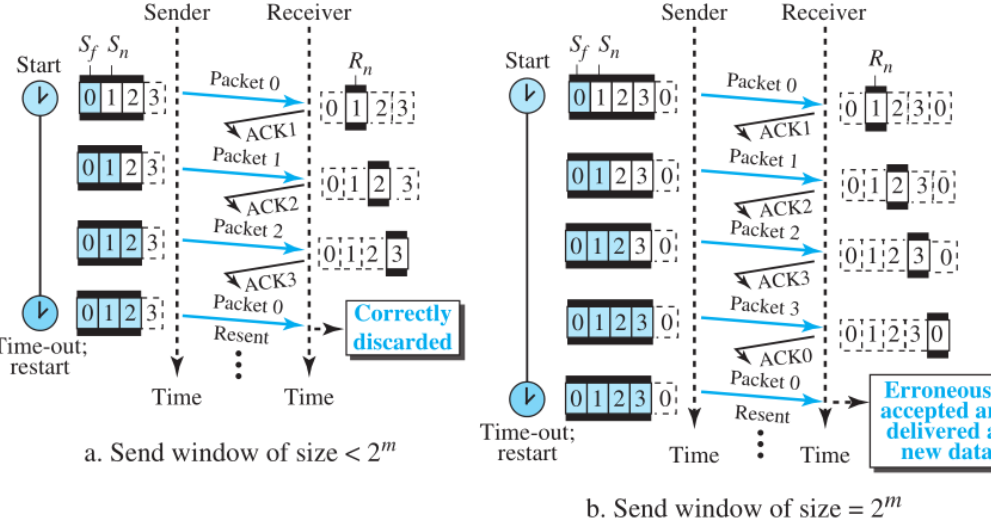 Sender Receiver
Start
S_f S_n
R_n
0 1 2 3
Packet 0
0 1 2 3
ACK1
0 1 2 3
Packet 1
0 1 2 3
ACK2
0 1 2 3
Packet 2
0 1 2 3
ACK3
0 1 2 3
Packet 0
Resent
Correctly
discarded
Time-out;
restart
Time Time
a. Send window of size < 2^m
Sender Receiver
Start
S_f S_n
R_n
0 1 2 3 0
Packet 0
0 1 2 3 0
ACK1
0 1 2 3 0
Packet 1
0 1 2 3 0
ACK2
0 1 2 3 0
Packet 2
0 1 2 3 0
ACK3
0 1 2 3 0
Packet 3
0 1 2 3 0
ACK0
0 1 2 3 0
Packet 0
Resent
accepted
delivered
new data
Time-out;
restart
Time Time
b. Send window of size = 2^m